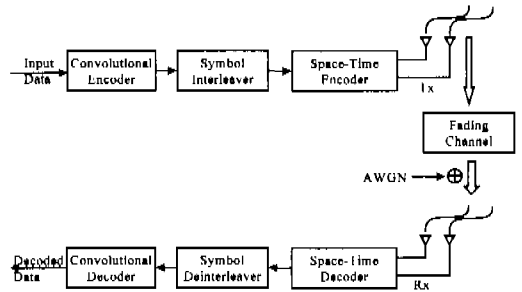 Input
Data
Convolutional
Encoder
Symbol
Interleaver
Space-Time
Encoder
Tx
Fading
Channel
AWGN
Decoded
Data
Convolutional
Decoder
Symbol
Deinterleaver
Space-Time
Decoder
Rx